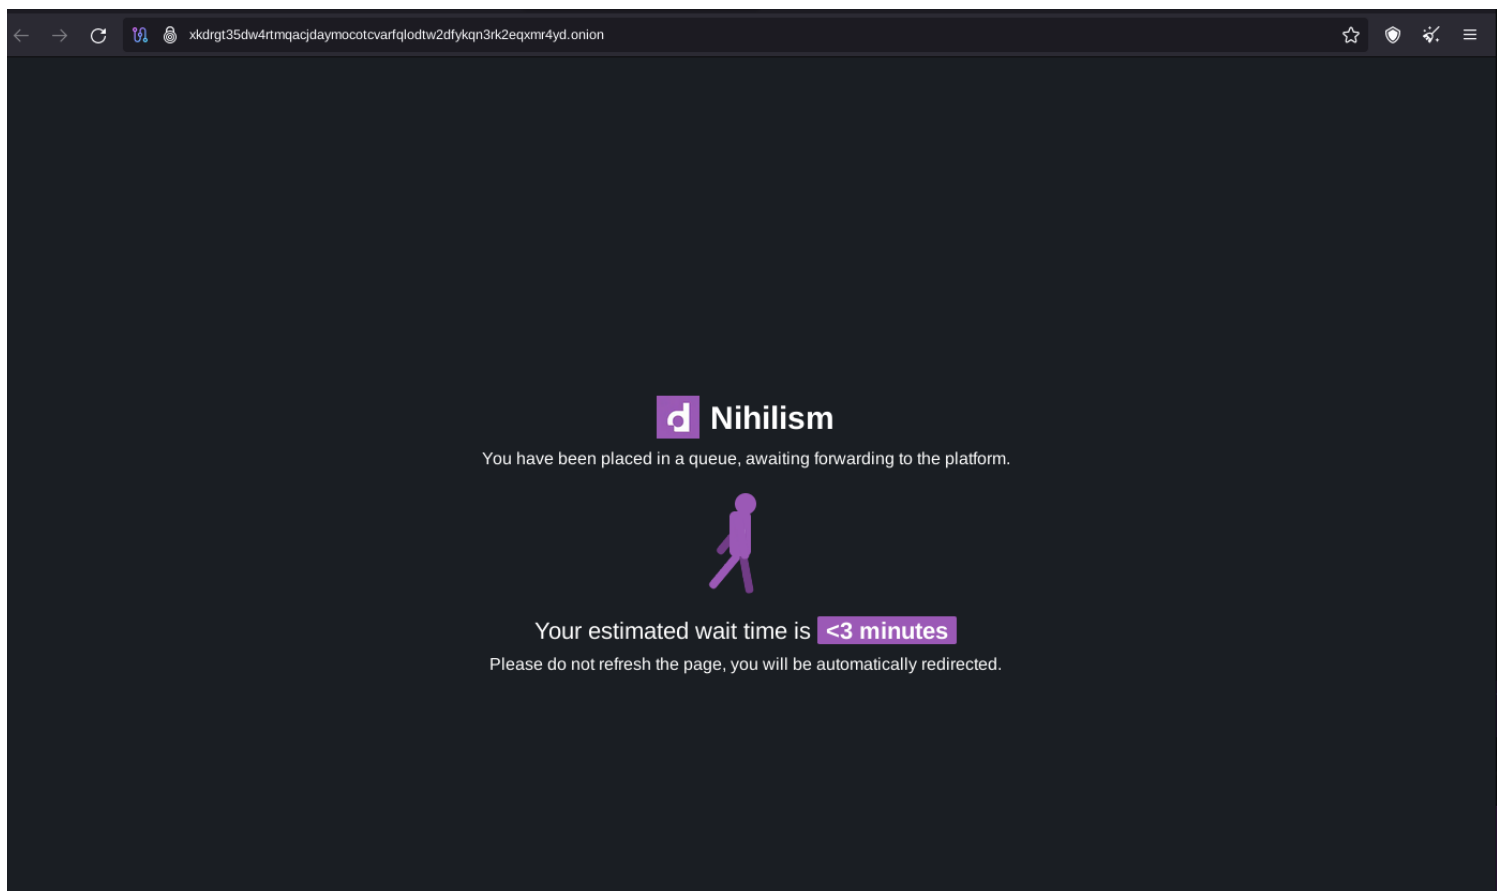 xkdrgt35dw4rtmqacjdaymocotcvarfqlodtw2dfykqn3rk2eqxmr4yd.onion
d Nihilism
You have been placed in a queue, awaiting forwarding to the platform.
Your estimated wait time is <3 minutes
Please do not refresh the page, you will be automatically redirected.